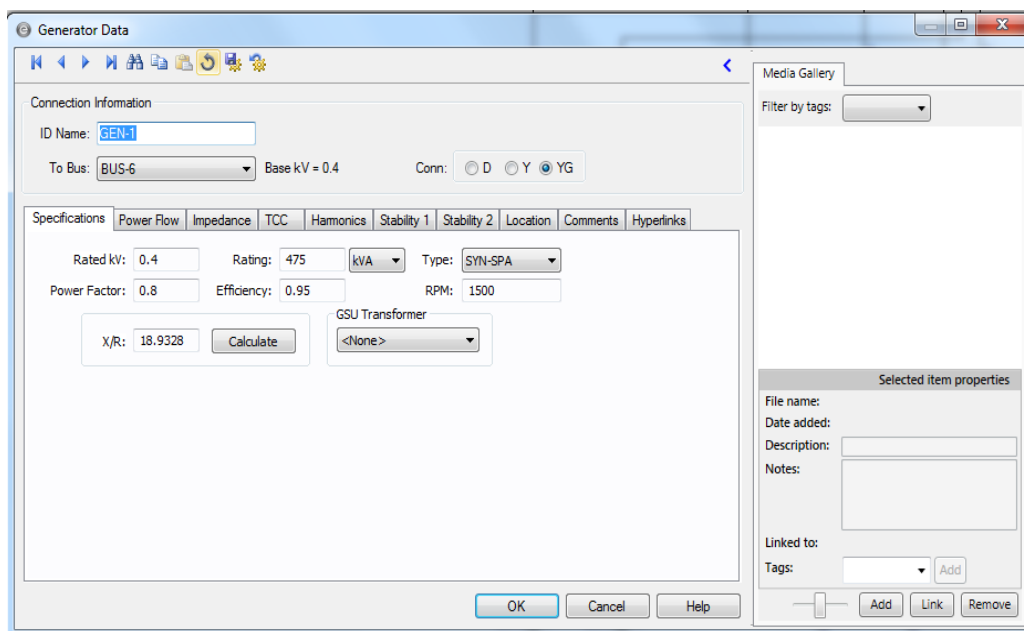 Generator Data
Connection Information
ID Name: GEN-1
To Bus: BUS-6 Base kV = 0.4 Conn: D Y YG
Specifications Power Flow Impedance TCC Harmonics Stability 1 Stability 2 Location Comments Hyperlinks
Rated kV: 0.4 Rating: 475 kVA Type: SYN-SPA
Power Factor: 0.8 Efficiency: 0.95 RPM: 1500
X/R: 18.9328 Calculate
GSU Transformer
<None>
OK Cancel Help
Media Gallery
Filter by tags:
Selected item properties
File name:
Date added:
Description:
Notes:
Linked to:
Tags: Add
Add Link Remove